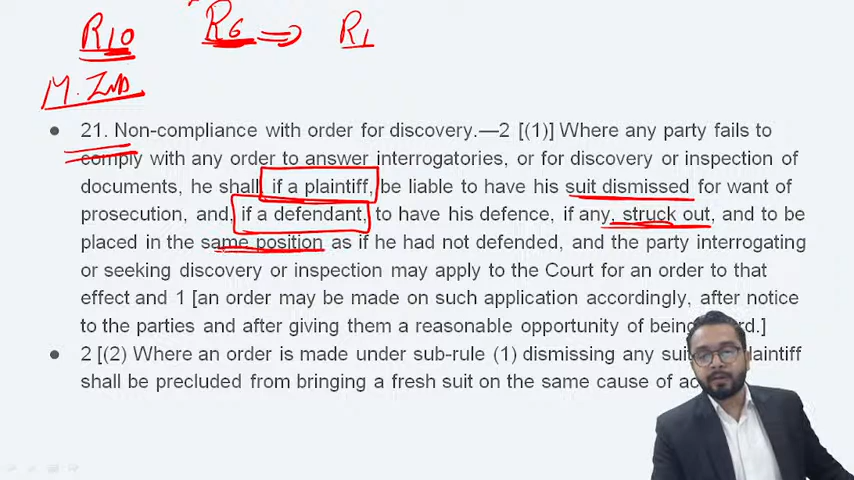 R10 R6 ⇒ R1
M. Ind
• 21. Non-compliance with order for discovery.—2 [(1)] Where any party fails to
comply with any order to answer interrogatories, or for discovery or inspection of
documents, he shall, if a plaintiff, be liable to have his suit dismissed for want of
prosecution, and, if a defendant, to have his defence, if any, struck out, and to be
placed in the same position as if he had not defended, and the party interrogating
or seeking discovery or inspection may apply to the Court for an order to that
effect and 1 [an order may be made on such application accordingly, after notice
to the parties and after giving them a reasonable opportunity of being
• 2 [(2) Where an order is made under sub-rule (1) dismissing any
shall be precluded from bringing a fresh suit on the same cause of